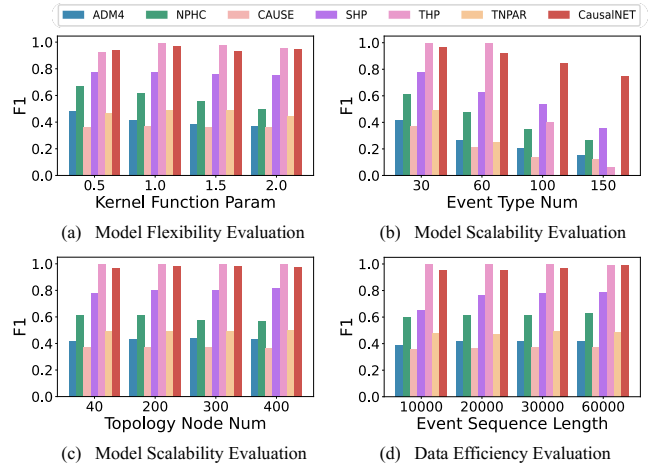 ADM4 NPHC CAUSE SHP THP TNPAR CausalNET
F1
1.0
0.8
0.6
0.4
0.2
0.0
0.5 1.0 1.5 2.0
Kernel Function Param
(a) Model Flexibility Evaluation
F1
1.0
0.8
0.6
0.4
0.2
0.0
30 60 100 150
Event Type Num
(b) Model Scalability Evaluation
F1
1.0
0.8
0.6
0.4
0.2
0.0
40 200 300 400
Topology Node Num
(c) Model Scalability Evaluation
F1
1.0
0.8
0.6
0.4
0.2
0.0
10000 20000 30000 60000
Event Sequence Length
(d) Data Efficiency Evaluation